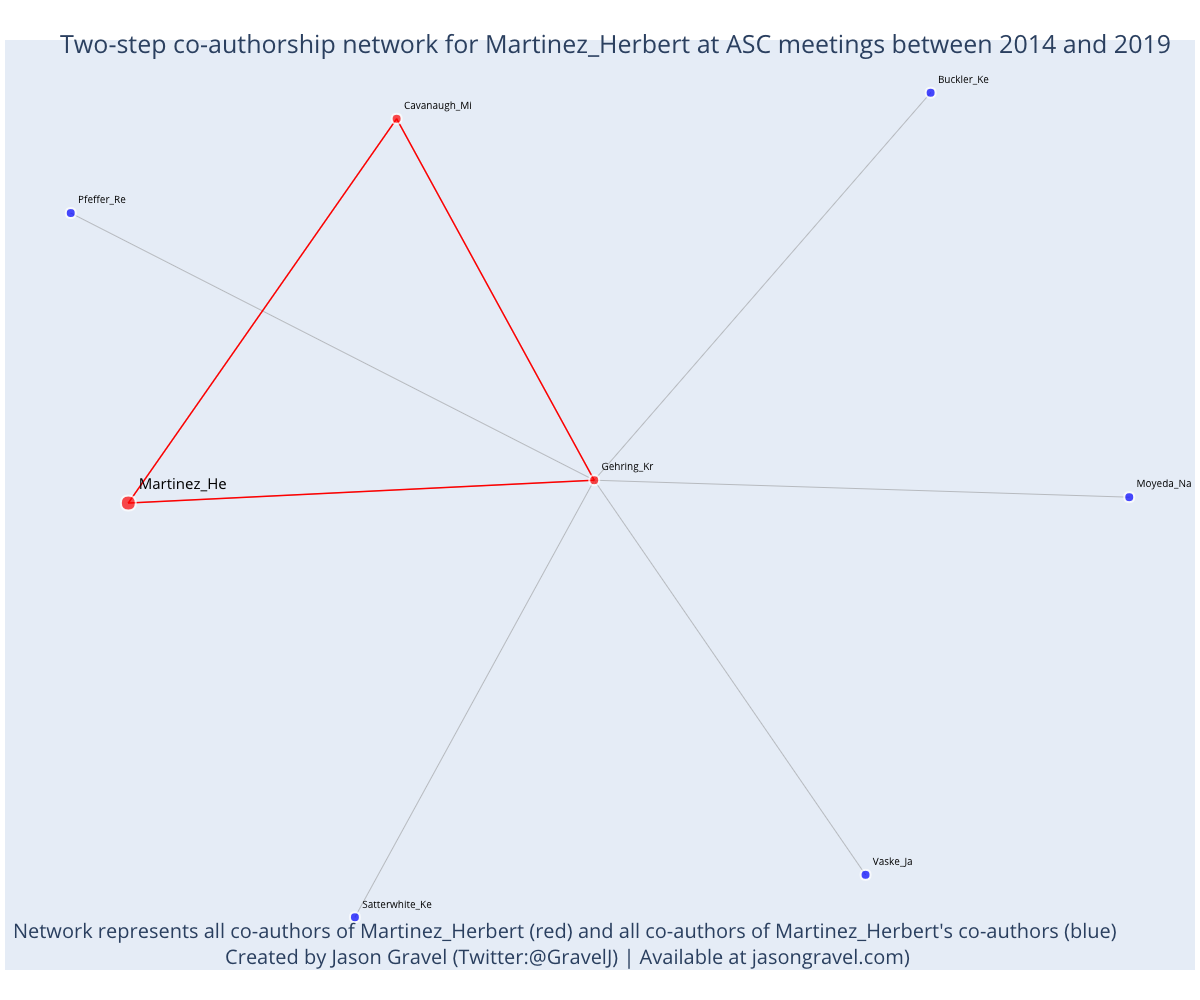 Two-step co-authorship network for Martinez_Herbert at ASC meetings between 2014 and 2019
Buckler_Ke
Cavanaugh_Mi
Pfeffer_Re
Gehring_Kr
Martinez_He
Moyeda_Na
Vaske_Ja
Satterwhite_Ke
Network represents all co-authors of Martinez_Herbert (red) and all co-authors of Martinez_Herbert's co-authors (blue)
Created by Jason Gravel (Twitter:@GravelJ) | Available at jasongravel.com)